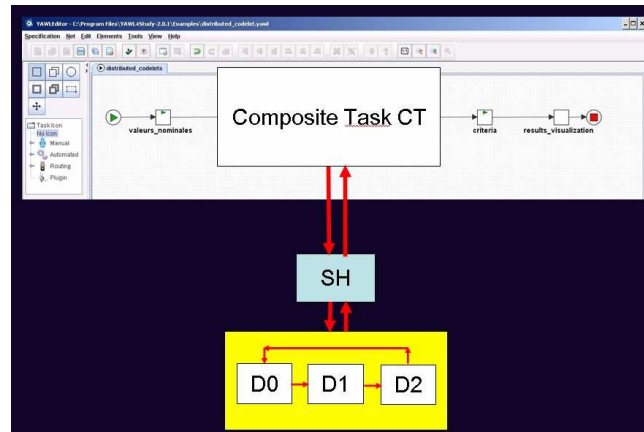 YAWLEditor - C:\Program Files\YAWL4Study-2.0.1\Examples\distributed_codelet.yawl
Specification Net Edit Elements Tools View Help
distributed_codelets
Composite Task CT
valeurs_nominales
criteria
results_visualization
Task Icon
No Icon
Manual
Automated
Routing
Plugin
SH
D0
D1
D2